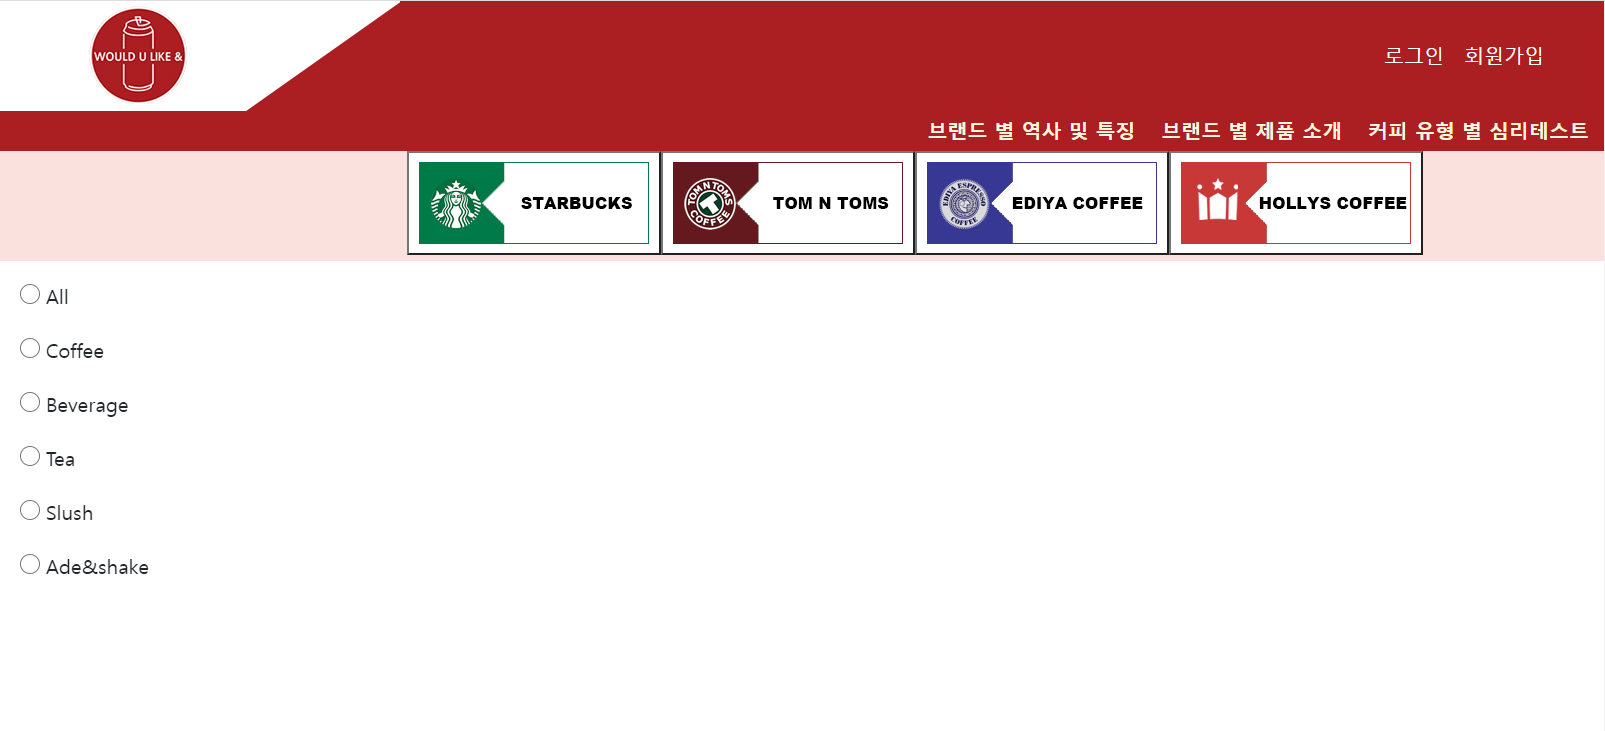 WOULD U LIKE &
로그인 회원가입
브랜드 별 역사 및 특징 브랜드 별 제품 소개 커피 유형 별 심리테스트
STARBUCKS
TOM N TOMS COFFEE
TOM N TOMS
EDIYA ESPRESSO COFFEE
EDIYA COFFEE
HOLLYS COFFEE
All
Coffee
Beverage
Tea
Slush
Ade&shake